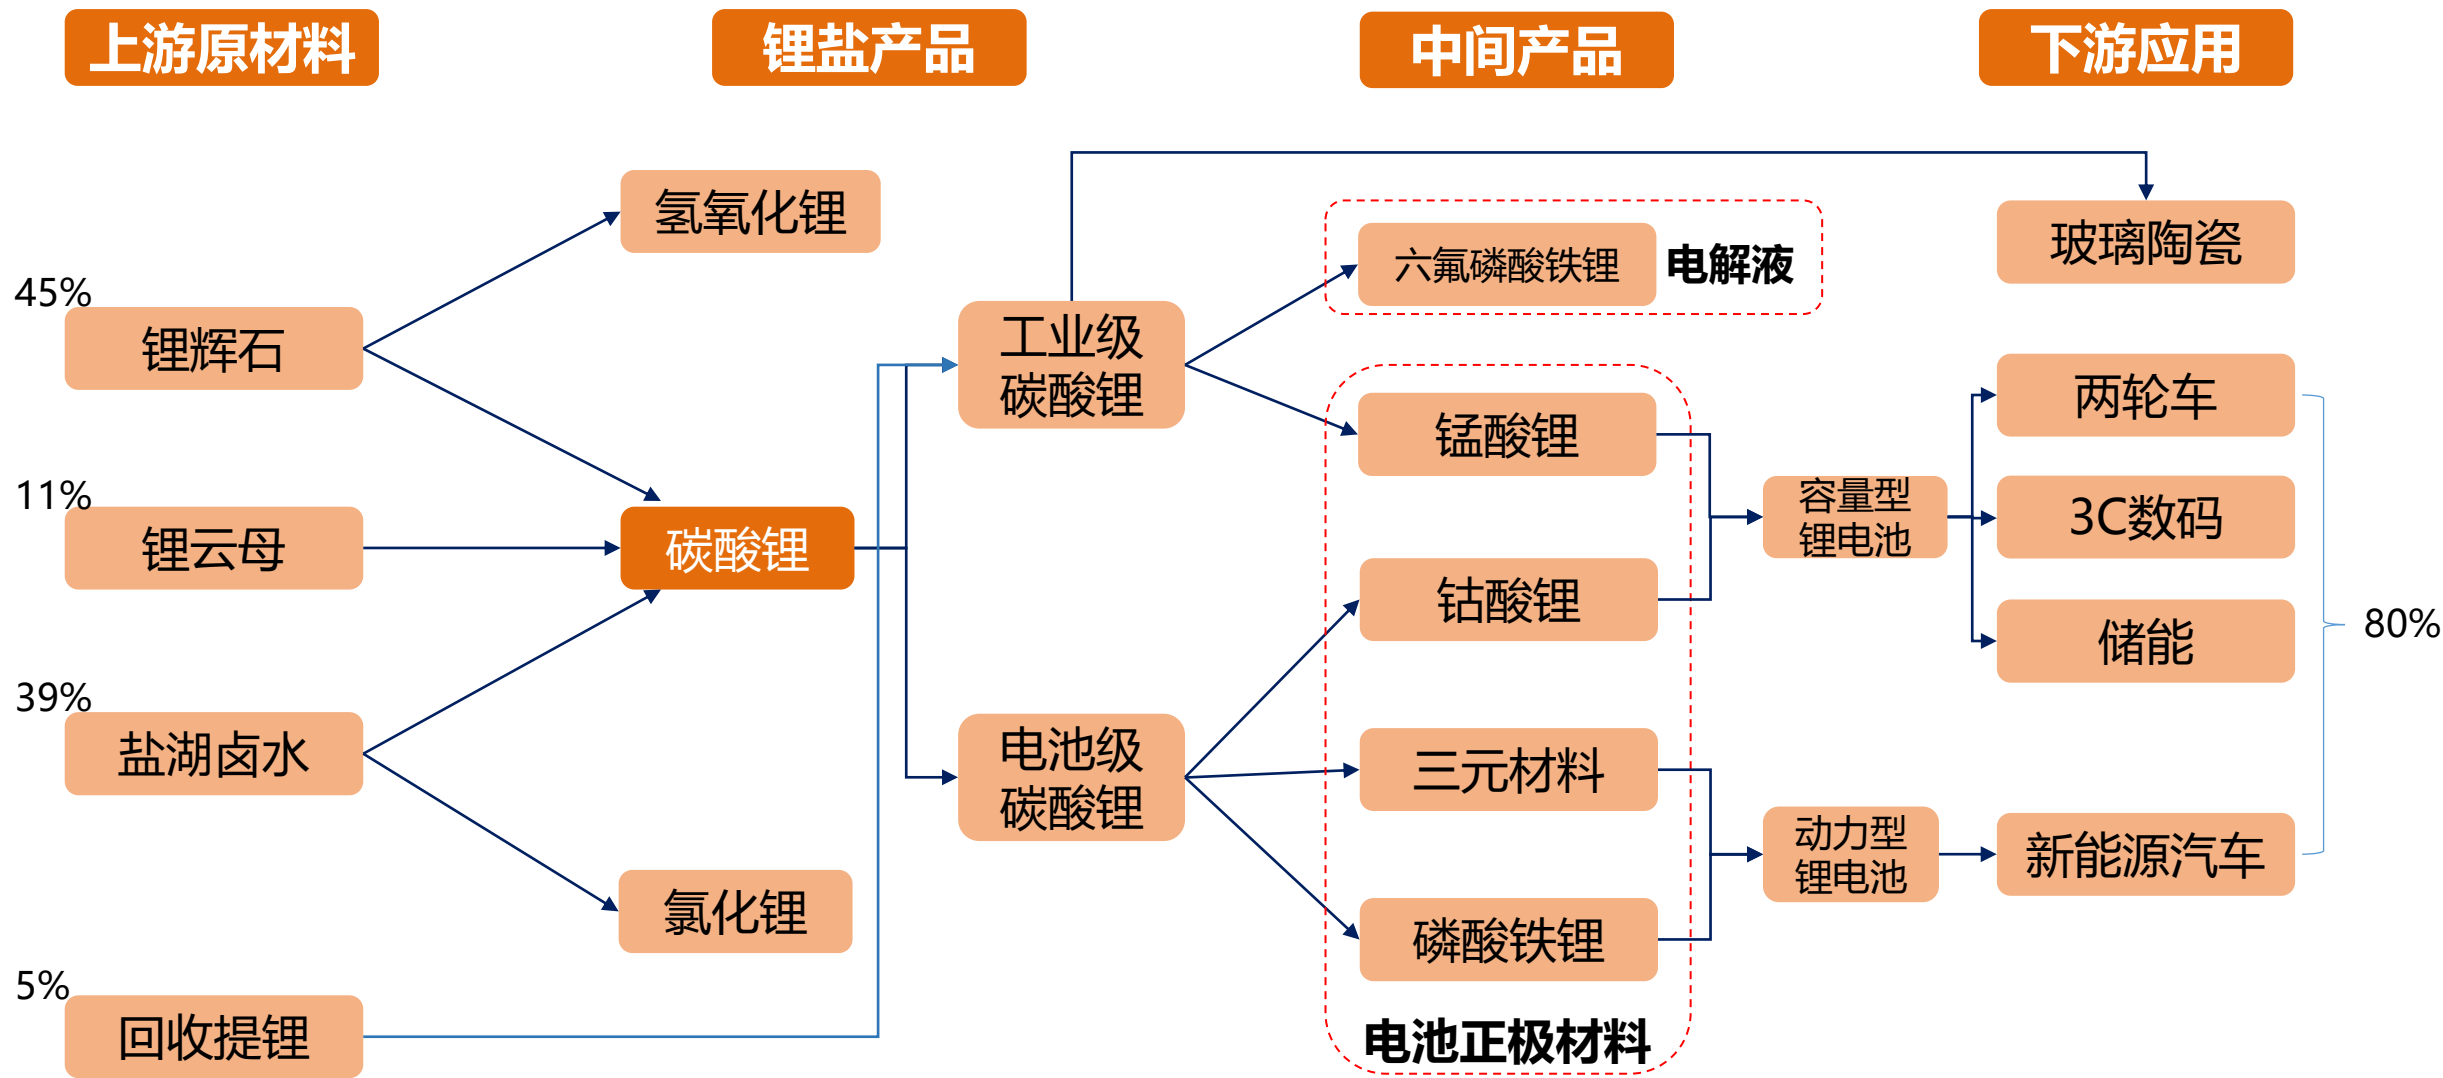 上游原材料
锂盐产品
中间产品
下游应用
氢氧化锂
45%
锂辉石
11%
锂云母
碳酸锂
39%
盐湖卤水
氯化锂
5%
回收提锂
工业级
碳酸锂
电池级
碳酸锂
六氟磷酸铁锂
电解液
锰酸锂
钴酸锂
三元材料
磷酸铁锂
电池正极材料
容量型
锂电池
动力型
锂电池
玻璃陶瓷
两轮车
3C数码
储能
新能源汽车
80%